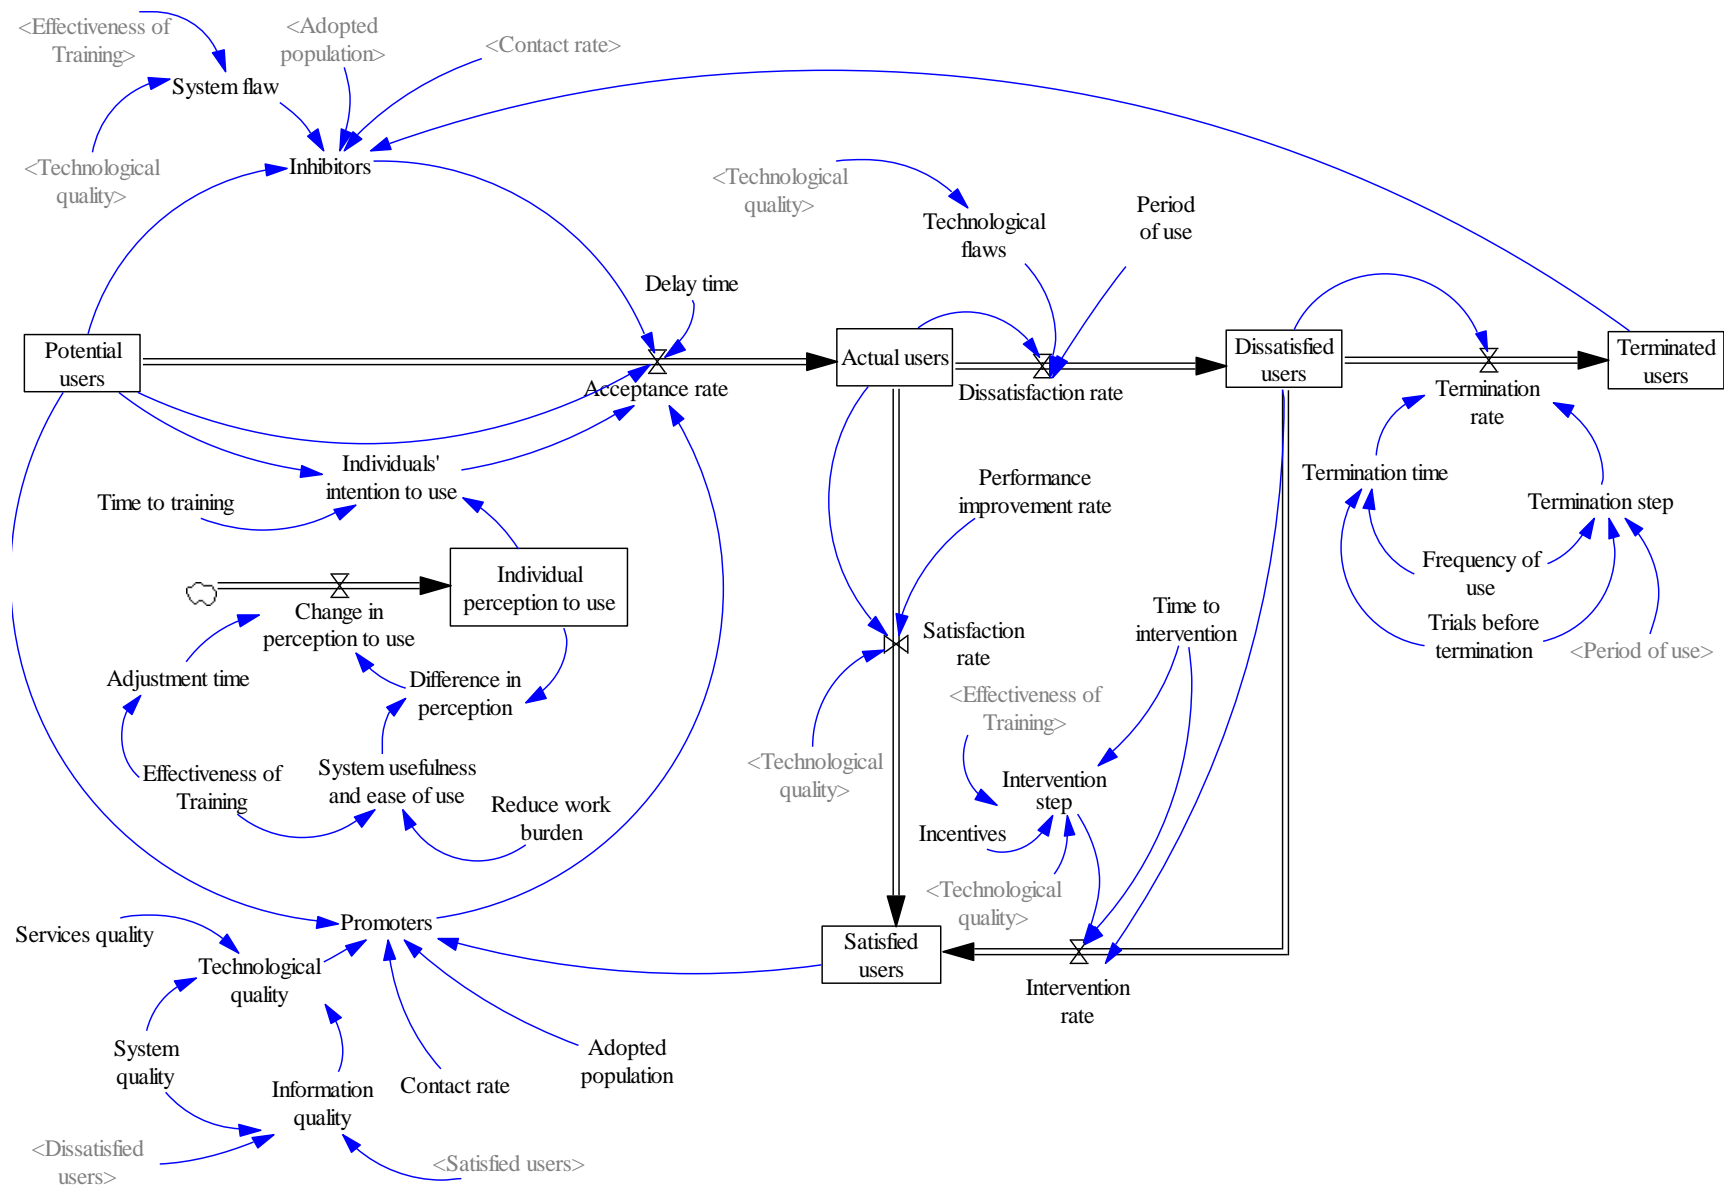 <Effectiveness of
Training>
<Adopted
population>
<Contact rate>
System flaw
<Technological
quality>
Inhibitors
<Technological
quality>
Technological
flaws
Period
of use
Delay time
Potential
users
Acceptance rate
Actual users
Dissatisfaction rate
Dissatisfied
users
Termination
rate
Terminated
users
Individuals'
intention to use
Time to training
Performance
improvement rate
Termination time
Termination step
Frequency of
use
Trials before
termination
<Period of use>
Individual
perception to use
Change in
perception to use
Satisfaction
rate
Time to
intervention
Adjustment time
Difference in
perception
<Effectiveness of
Training>
Effectiveness of
Training
System usefulness
and ease of use
Reduce work
burden
<Technological
quality>
Intervention
step
Incentives
<Technological
quality>
Services quality
Promoters
Technological
quality
Satisfied
users
Intervention
rate
System
quality
Information
quality
Contact rate
Adopted
population
<Dissatisfied
users>
<Satisfied users>